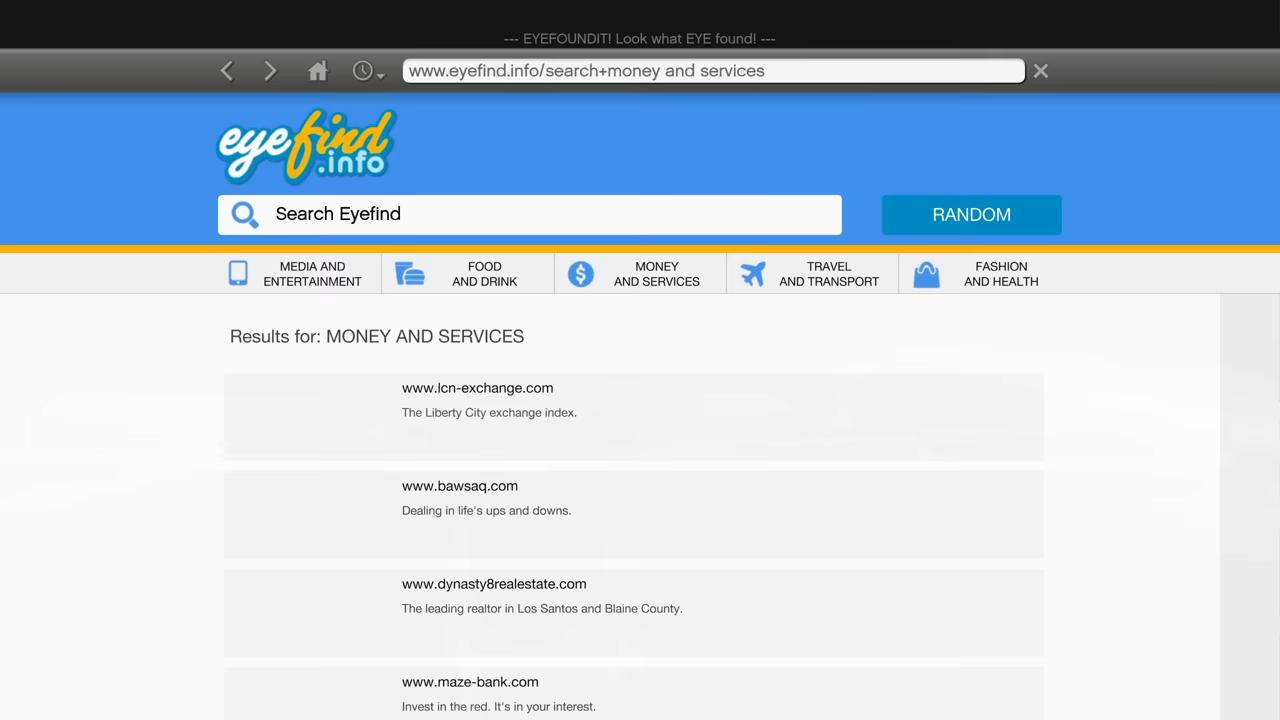 --- EYEFOUNDIT! Look what EYE found! ---
www.eyefind.info/search+money and services
eyefind
.info
Search Eyefind
RANDOM
MEDIA AND
ENTERTAINMENT
FOOD
AND DRINK
MONEY
AND SERVICES
TRAVEL
AND TRANSPORT
FASHION
AND HEALTH
Results for: MONEY AND SERVICES
www.lcn-exchange.com
The Liberty City exchange index.
www.bawsaq.com
Dealing in life's ups and downs.
www.dynasty8realestate.com
The leading realtor in Los Santos and Blaine County.
www.maze-bank.com
Invest in the red. It's in your interest.